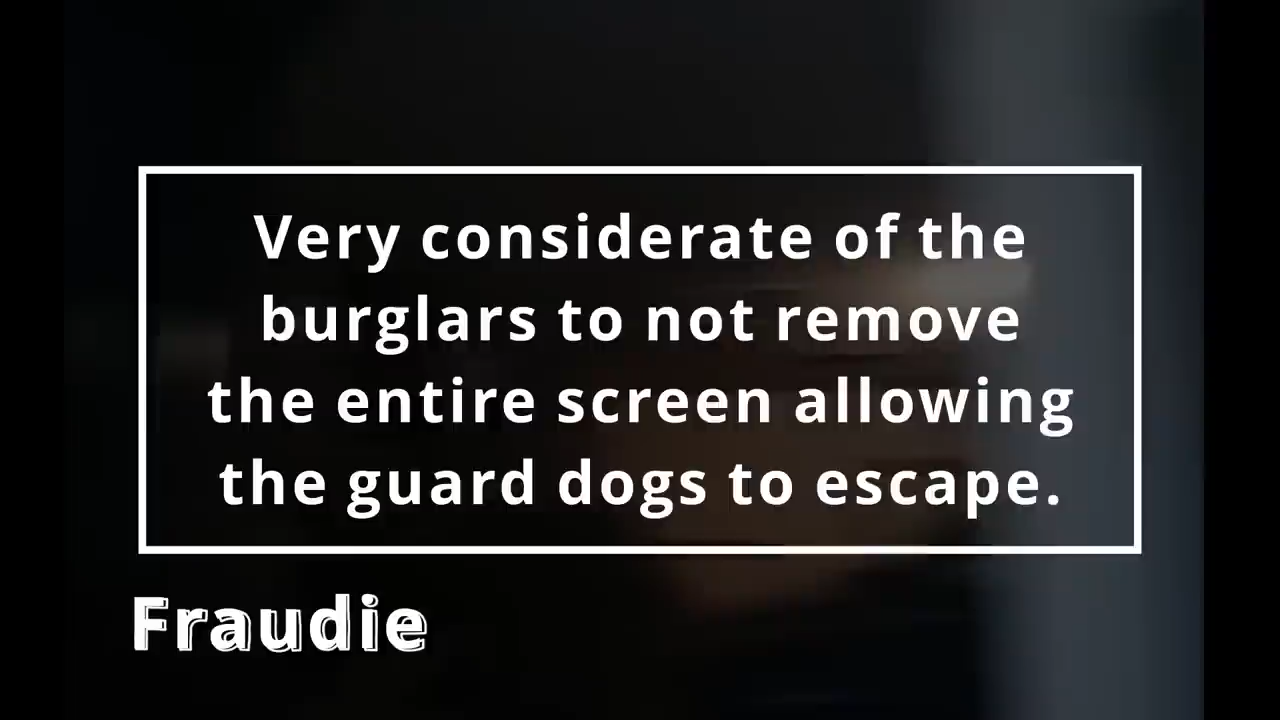 Very considerate of the
burglars to not remove
the entire screen allowing
the guard dogs to escape.
Fraudie